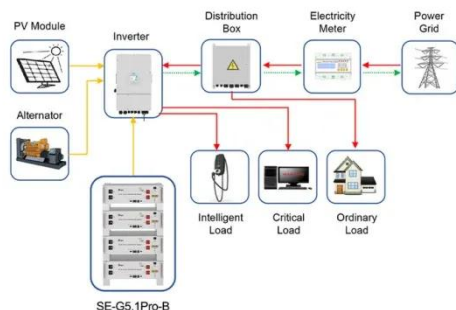 PV Module
Inverter
Distribution
Box
Electricity
Meter
Power
Grid
Alternator
Intelligent
Load
Critical
Load
Ordinary
Load
SE-G5.1Pro-B